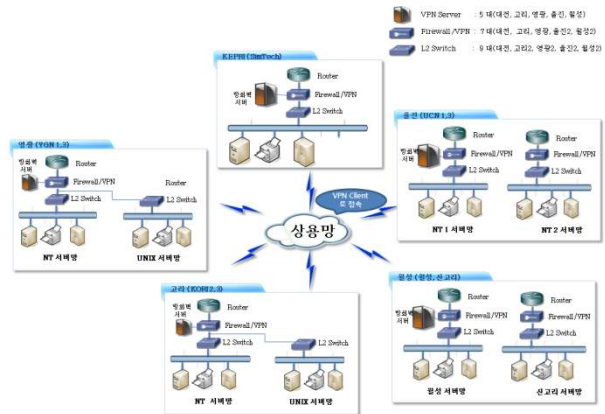 VPN Server : 5 대(대전, 고리, 영광, 울진, 월성)
Firewall /VPN : 7 대(대전, 고리, 영광, 울진2, 월성2)
L2 Switch : 9 대(대전, 고리2, 영광2, 울진2, 월성2)
KEPRI (SimTech)
Router
방화벽
서버
Firewall /VPN
L2 Switch
영광 (YGN 1,3)
Router
방화벽
서버
Firewall/VPN
L2 Switch
Router
L2 Switch
NT 서버망
UNIX 서버망
울진 (UCN 1,3)
방화벽
서버
Router
Firewall/VPN
L2 Switch
Router
Firewall/VPN
L2 Switch
NT 1 서버망
NT 2 서버망
VPN Client
로 접속
상용망
고리 (KORI 2,3)
방화벽
서버
Router
Firewall/VPN
L2 Switch
L2 Switch
NT 서버망
UNIX 서버망
월성 (월성,신고리)
방화벽
서버
Router
Firewall/VPN
L2 Switch
Router
Firewall/VPN
L2 Switch
월성 서버망
신고리 서버망